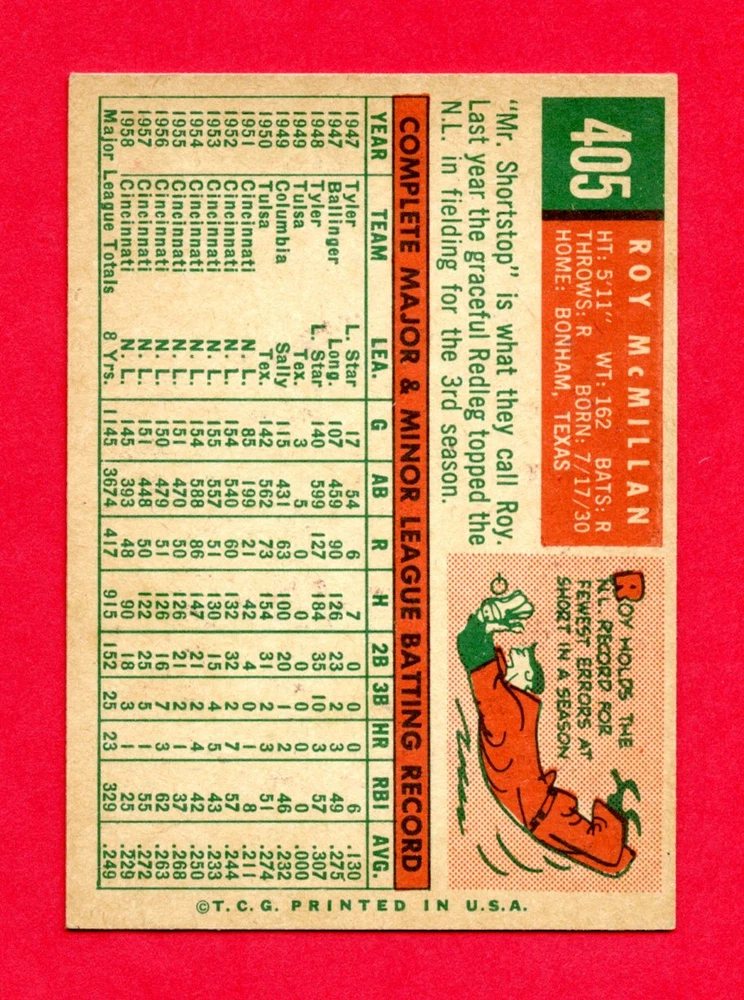 405
ROY McMILLAN
HT: 5'11" WT: 162 BATS: R
THROWS: R BORN: 7/17/30
HOME: BONHAM, TEXAS
"Mr. Shortstop" is what they call Roy.
Last year the graceful Redleg topped the
N.L. in fielding for the 3rd season.
ROY HOLDS THE
N.L. RECORD FOR
FEWEST ERRORS AT
SHORT IN A SEASON
COMPLETE MAJOR & MINOR LEAGUE BATTING RECORD
YEAR TEAM LEA. G AB R H 2B 3B HR RBI AVG.
1947 Tyler L. Star 17 54 6 7 0 0 0 6 .130
1947 Ballinger Long. 107 459 90 126 23 2 3 49 .275
1948 Tyler L. Star 140 599 127 184 35 10 3 57 .307
1949 Tulsa Tex. 3 5 0 0 0 0 0 0 .000
1949 Columbia Sally 115 431 63 100 20 1 2 46 .232
1950 Tulsa Tex. 142 562 73 154 31 2 3 51 .274
1951 Cincinnati N. L. 85 199 21 42 4 0 1 8 .211
1952 Cincinnati N. L. 154 540 60 132 32 2 7 57 .244
1953 Cincinnati N. L. 155 557 51 130 15 4 5 43 .233
1954 Cincinnati N. L. 154 588 86 147 21 2 4 42 .250
1955 Cincinnati N. L. 151 470 50 126 21 2 1 37 .268
1956 Cincinnati N. L. 150 479 51 126 16 7 3 62 .263
1957 Cincinnati N. L. 151 448 50 122 25 5 1 55 .272
1958 Cincinnati N. L. 145 393 48 90 18 3 1 25 .229
Major League Totals 8 Yrs. 1145 3674 417 915 152 25 23 329 .249
©T.C.G. PRINTED IN U.S.A.